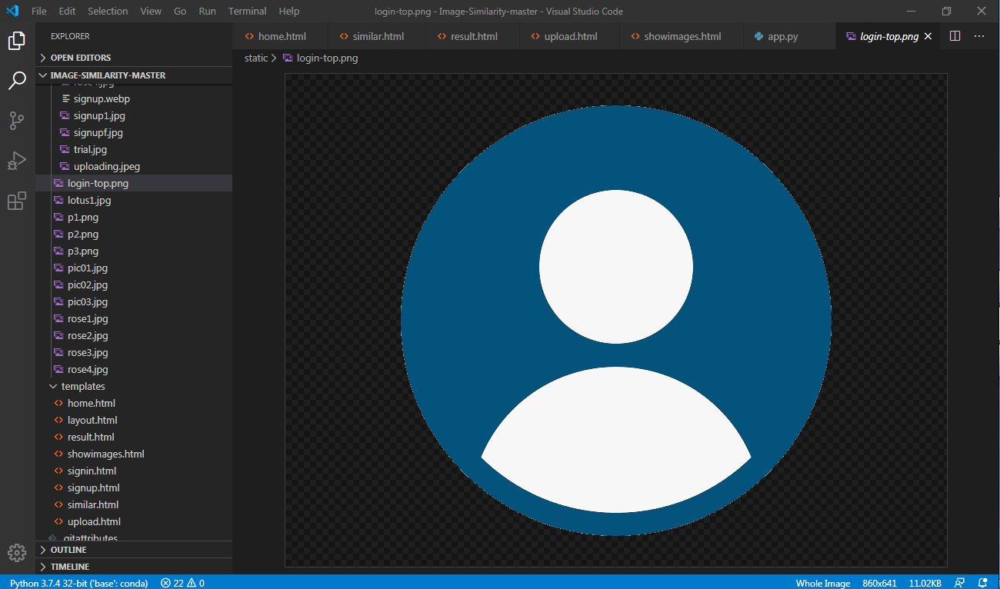 File Edit Selection View Go Run Terminal Help login-top.png - Image-Similarity-master - Visual Studio Code
EXPLORER
home.html similar.html result.html upload.html showimages.html app.py login-top.png
OPEN EDITORS
static login-top.png
IMAGE-SIMILARITY-MASTER
signup.webp
signup1.jpg
signupf.jpg
trial.jpg
uploading.jpeg
login-top.png
lotus1.jpg
p1.png
p2.png
p3.png
pic01.jpg
pic02.jpg
pic03.jpg
rose1.jpg
rose2.jpg
rose3.jpg
rose4.jpg
templates
home.html
layout.html
result.html
showimages.html
signin.html
signup.html
similar.html
upload.html
.gitattributes
OUTLINE
TIMELINE
Python 3.7.4 32-bit ('base': conda) 22 0 Whole Image 860x641 11.02KB